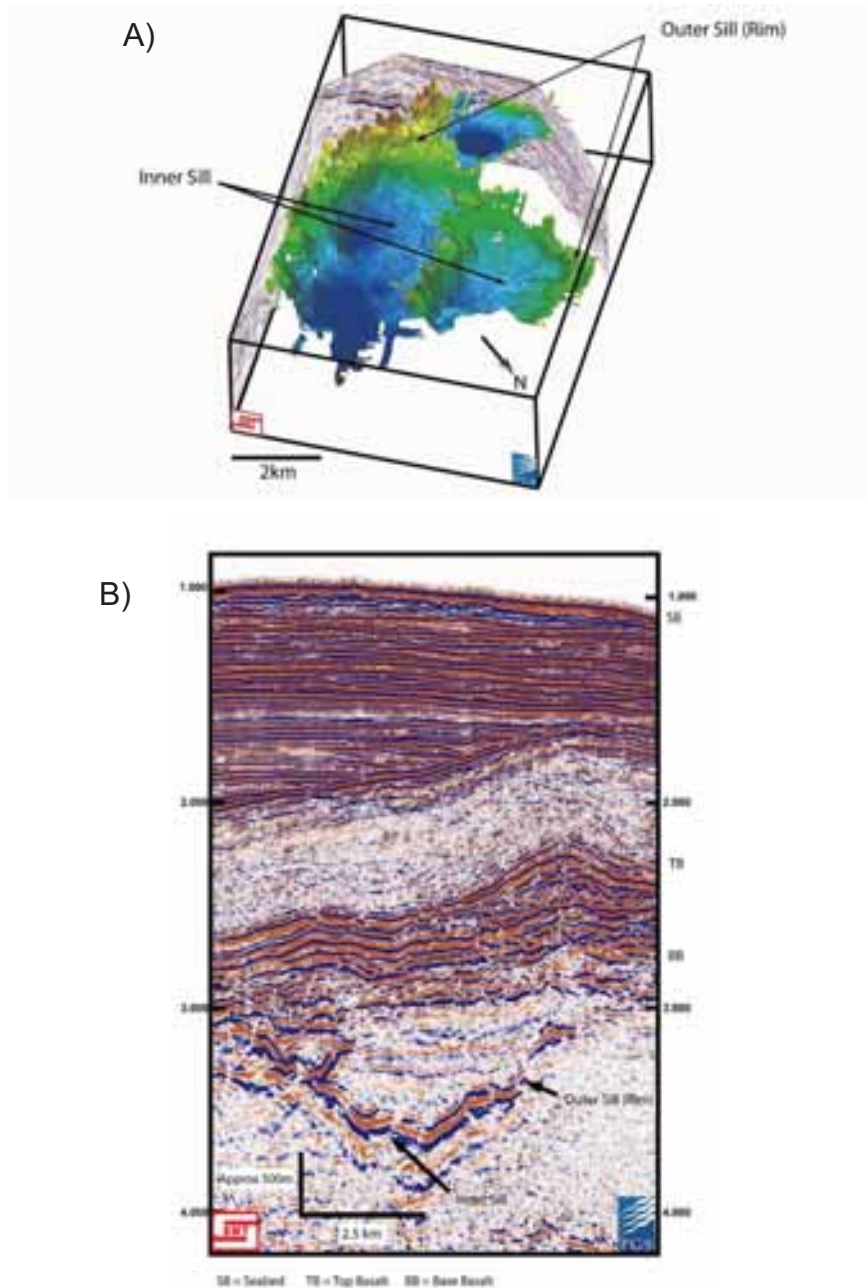 A)
Outer Sill (Rim)
Inner Sill
N
2km
B)
1.000
1.000
SB
2.000
2.000
TB
BB
3.000
3.000
Outer Sill (Rim)
Inner Sill
Approx 500m
2.5 km
4.000
4.000
SB = Seabed TB = Top Basalt BB = Base Basalt